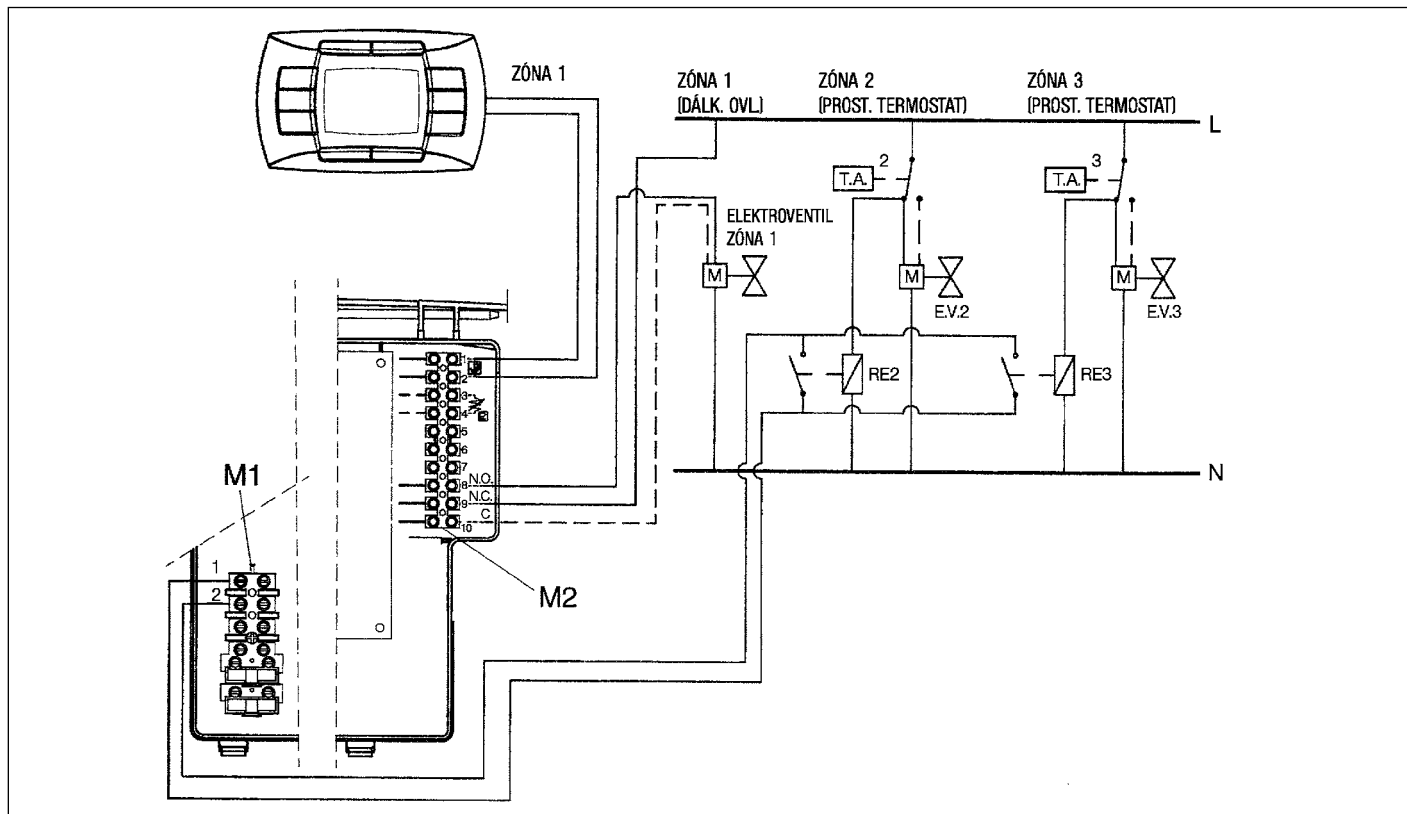 ZÓNA 1
ZÓNA 1
(DÁLK. OVL.)
ZÓNA 2
(PROST. TERMOSTAT)
ZÓNA 3
(PROST. TERMOSTAT)
L
2
T.A.
3
T.A.
ELEKTROVENTIL
ZÓNA 1
M
M
E.V.2
M
E.V.3
RE2
RE3
1
2
3
4
5
6
7
8
N.O.
9
N.C.
10
C
N
M1
M2
1
2